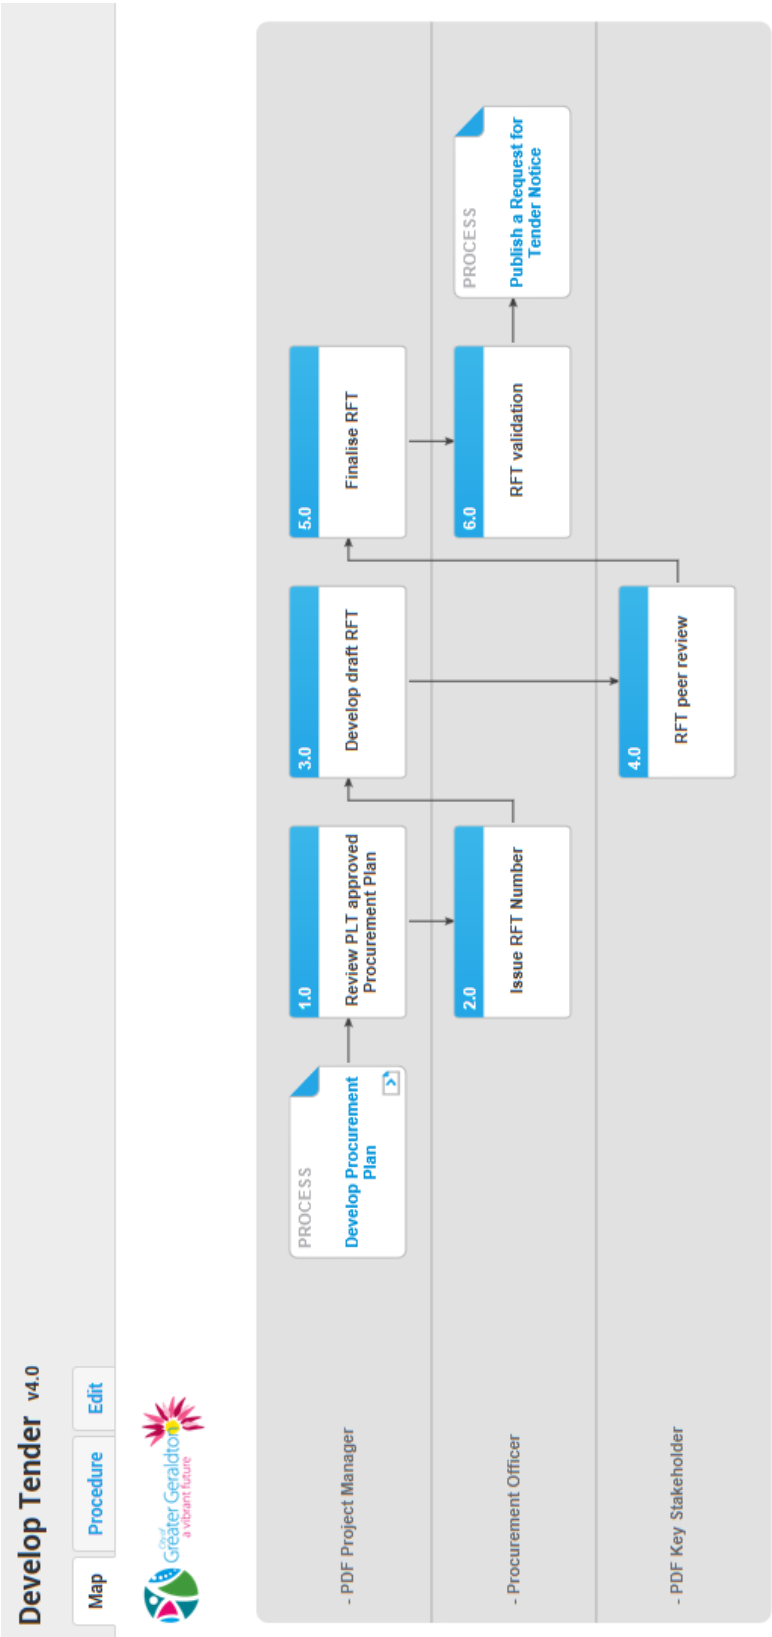 Develop Tender v4.0
Map
Procedure
Edit
City of
Greater Geraldton
a vibrant future
- PDF Project Manager
PROCESS
Develop Procurement
Plan
1.0
Review PLT approved
Procurement Plan
3.0
Develop draft RFT
5.0
Finalise RFT
- Procurement Officer
2.0
Issue RFT Number
6.0
RFT validation
PROCESS
Publish a Request for
Tender Notice
- PDF Key Stakeholder
4.0
RFT peer review